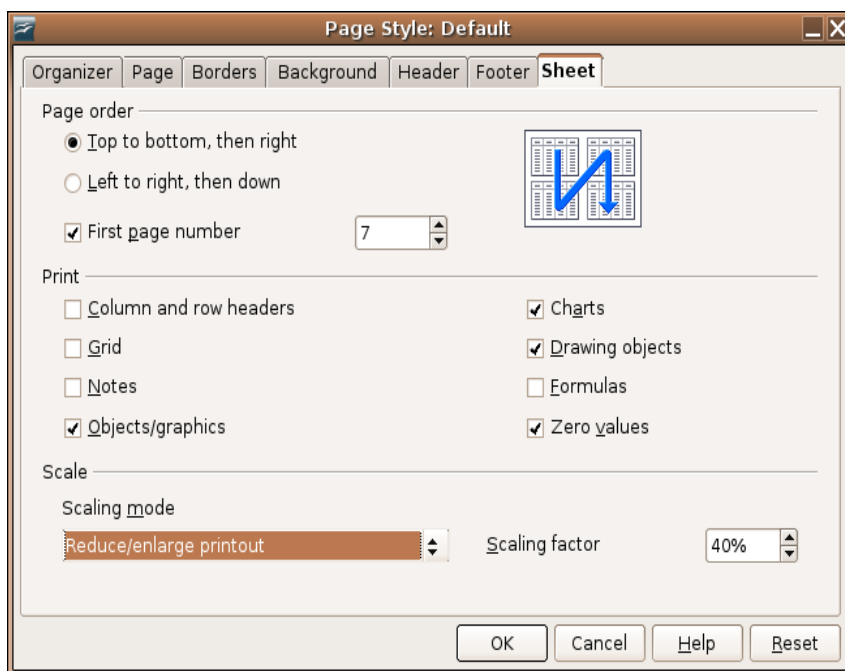 Page Style: Default
Organizer Page Borders Background Header Footer Sheet
Page order
Top to bottom, then right
Left to right, then down
First page number 7
Print
Column and row headers Charts
Grid Drawing objects
Notes Formulas
Objects/graphics Zero values
Scale
Scaling mode
Reduce/enlarge printout Scaling factor 40%
OK Cancel Help Reset